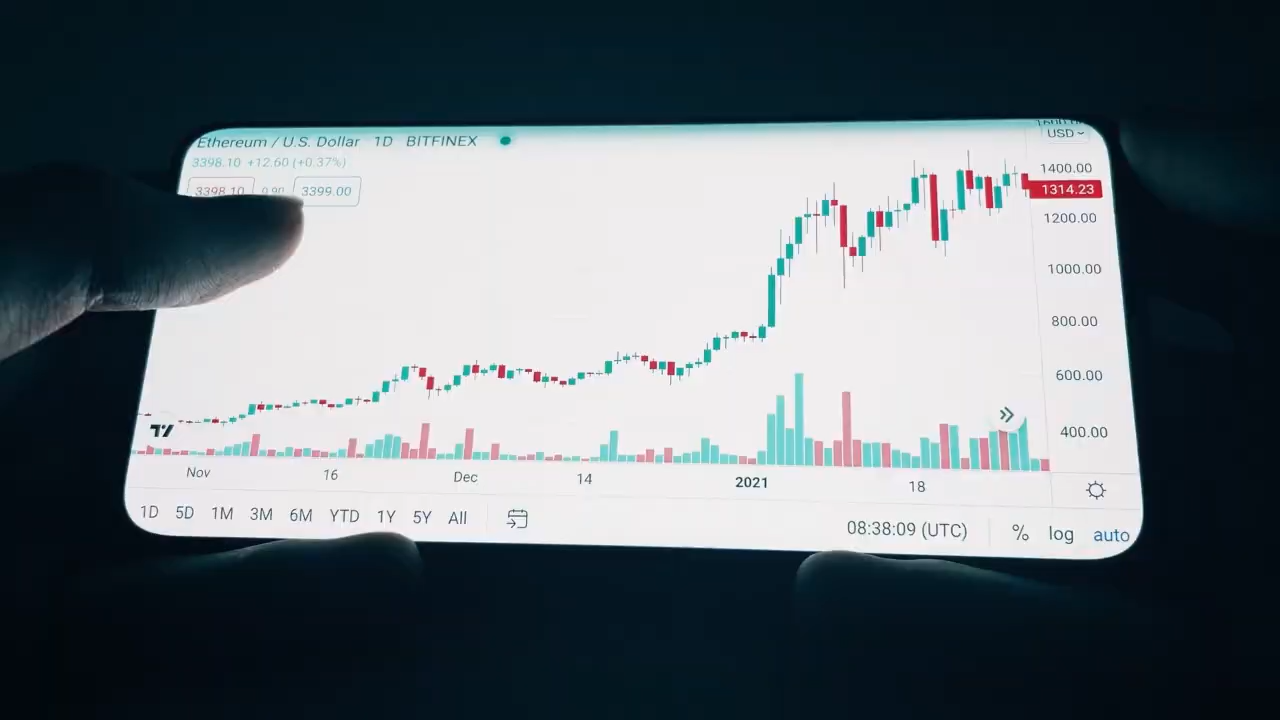 Ethereum / U.S. Dollar 1D BITFINEX
3398.10 +12.60 (+0.37%)
3398.10 0.90 3399.00
USD
1400.00
1314.23
1200.00
1000.00
800.00
600.00
400.00
Nov 16 Dec 14 2021 18
1D 5D 1M 3M 6M YTD 1Y 5Y All
08:38:09 (UTC) % log auto